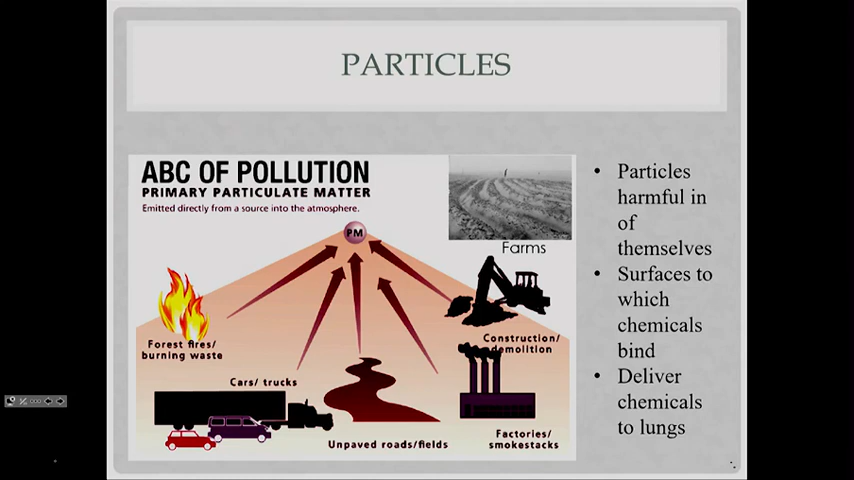 PARTICLES
ABC OF POLLUTION
PRIMARY PARTICULATE MATTER
Emitted directly from a source into the atmosphere.
PM
Farms
Forest fires/
burning waste
Construction/
demolition
Cars/ trucks
Unpaved roads/fields
Factories/
smokestacks
• Particles
harmful in
of
themselves
• Surfaces to
which
chemicals
bind
• Deliver
chemicals
to lungs